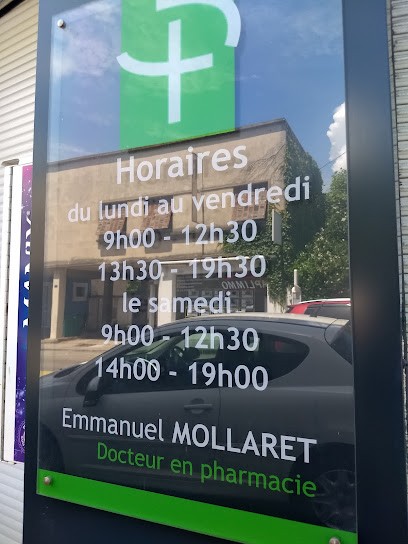 Horaires
du lundi au vendredi
9h00 - 12h30
13h30 - 19h30
le samedi
9h00 - 12h30
14h00 - 19h00
Emmanuel MOLLARET
Docteur en pharmacie